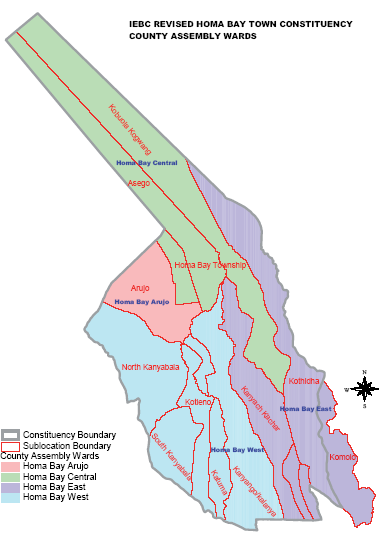 IEBC REVISED HOMA BAY TOWN CONSTITUENCY
COUNTY ASSEMBLY WARDS
Kobuola Kogwang
Homa Bay Central
Asego
Homa Bay Township
Arujo
Homa Bay Arujo
North Kanyabala
Kothidha
Kanyach Kachar
Kotieno
Homa Bay East
Homa Bay West
Komolo
South Kanyabala
Katuma
Kanyango/kalanya
N
W
S
Constituency Boundary
Sublocation Boundary
County Assembly Wards
Homa Bay Arujo
Homa Bay Central
Homa Bay East
Homa Bay West